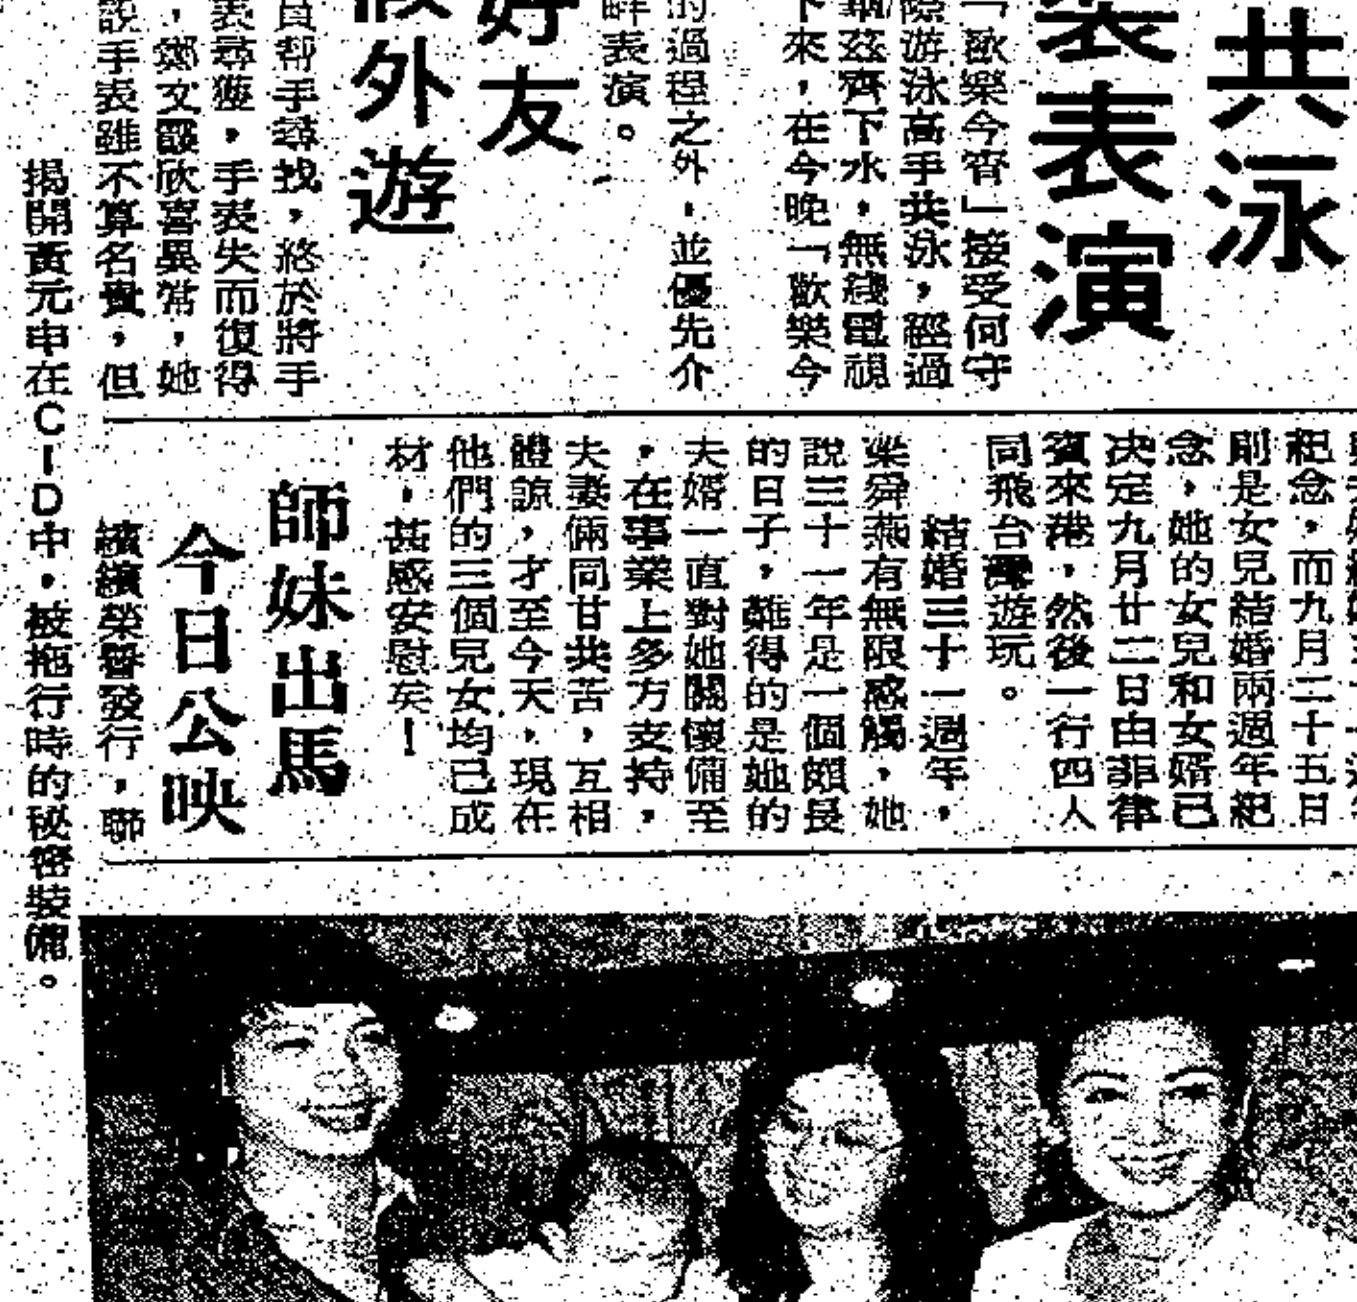 共泳
裝表演
「歡樂今宵」接受何守
際游泳高手共泳，經過
茲齊下水，無綫電視
下來，在今晚「歡樂今
的過程之外，並優先介
畔表演。
好友
假外遊
員帮手尋找，終於將手
表尋獲，手表失而復得
，鄭文霞欣喜異常，她
說手表雖不算名貴，但
揭開黃元申在CID中，被拖行時的秘密裝備。
紀念，而九月二十五日
則是女兒結婚兩週年紀
念，她的女兒和女婿已
決定九月廿二日由菲律
賓來港，然後一行四人
同飛台灣遊玩。
結婚三十一週年，
梁舜燕有無限感觸，她
說三十一年是一個頗長
的日子，難得的是她的
夫婿一直對她關懷備至
，在事業上多方支持，
夫妻倆同甘共苦，互相
體諒，才至今天，現在
他們的三個兒女均已成
材，甚感安慰矣！
師妹出馬
今日公映
繽繽榮譽發行，聯